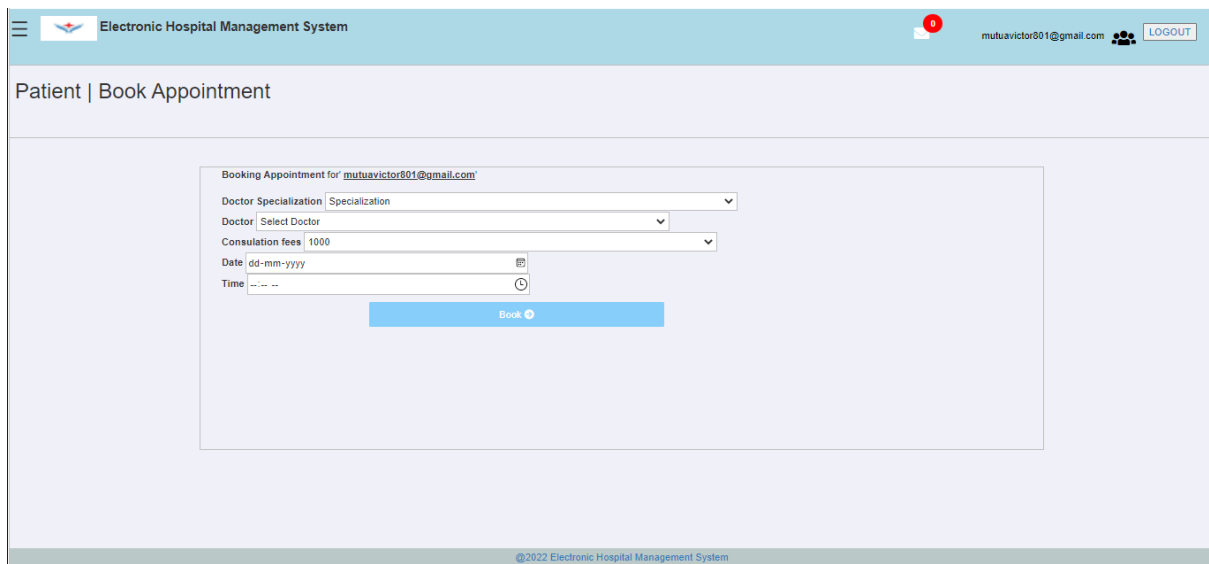 Electronic Hospital Management System
0
mutuavictor801@gmail.com LOGOUT
Patient | Book Appointment
Booking Appointment for' mutuavictor801@gmail.com'
Doctor Specialization Specialization
Doctor Select Doctor
Consulation fees 1000
Date dd-mm-yyyy
Time --:-- --
Book
@2022 Electronic Hospital Management System